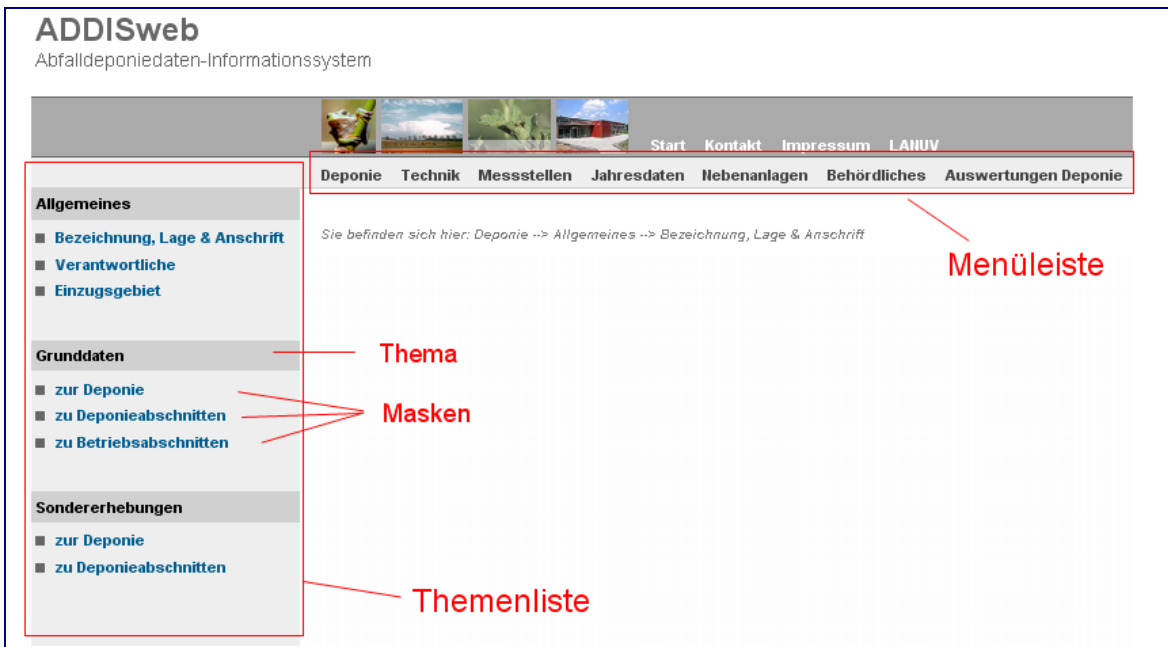 ADDISweb
Abfalldeponiedaten-Informationssystem
Start Kontakt Impressum LANUV
Deponie Technik Messstellen Jahresdaten Nebenanlagen Behördliches Auswertungen Deponie
Menüleiste
Sie befinden sich hier: Deponie --> Allgemeines --> Bezeichnung, Lage & Anschrift
Allgemeines
Bezeichnung, Lage & Anschrift
Verantwortliche
Einzugsgebiet
Grunddaten
Thema
zur Deponie
zu Deponieabschnitten
zu Betriebsabschnitten
Masken
Sondererhebungen
zur Deponie
zu Deponieabschnitten
Themenliste